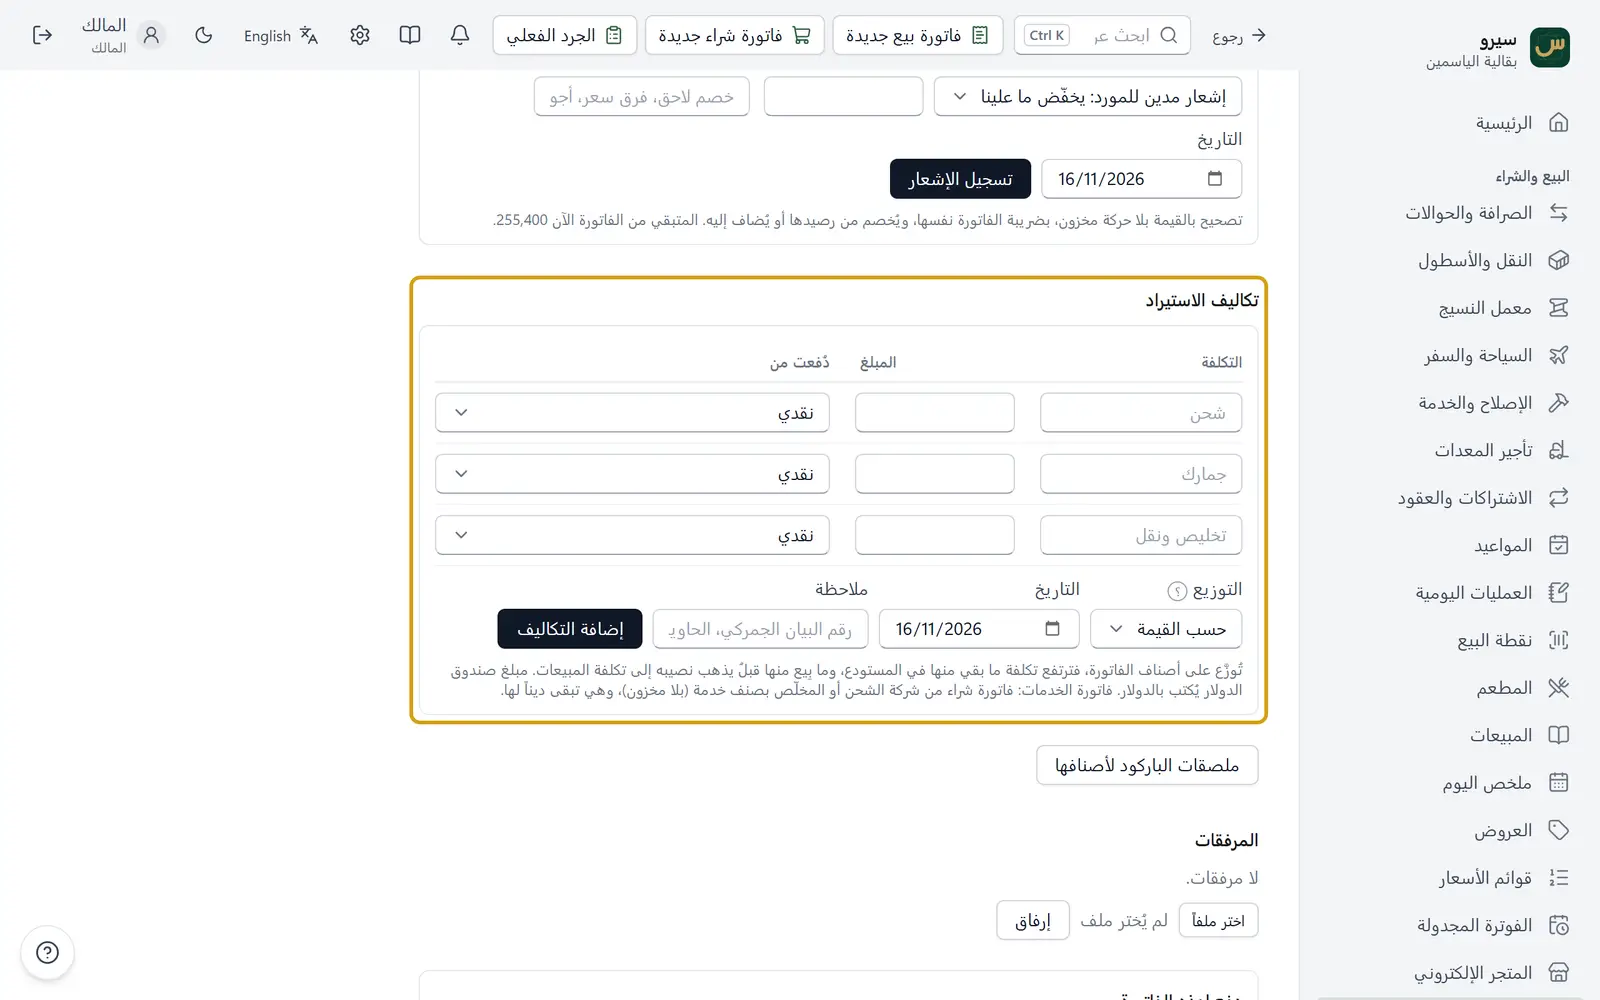 سيرو
بقالية الياسمين
رجوع
ابحث عر
Ctrl K
فاتورة بيع جديدة
فاتورة شراء جديدة
الجرد الفعلي
English
المالك
المالك
الرئيسية
البيع والشراء
الصرافة والحوالات
النقل والأسطول
معمل النسيج
السياحة والسفر
الإصلاح والخدمة
تأجير المعدات
الاشتراكات والعقود
المواعيد
العمليات اليومية
نقطة البيع
المطعم
المبيعات
ملخص اليوم
العروض
قوائم الأسعار
الفوترة المجدولة
المتجر الإلكتروني
إشعار مدين للمورد: يخفّض ما علينا
خصم لاحق، فرق سعر، أجو
التاريخ
16/11/2026
تسجيل الإشعار
تصحيح بالقيمة بلا حركة مخزون، بضريبة الفاتورة نفسها، ويُخصم من رصيدها أو يُضاف إليه. المتبقي من الفاتورة الآن 255,400.
تكاليف الاستيراد
التكلفة المبلغ دُفعت من
شحن نقدي
جمارك نقدي
تخليص ونقل نقدي
التوزيع ؟ التاريخ ملاحظة
حسب القيمة 16/11/2026 رقم البيان الجمركي، الحاوي إضافة التكاليف
تُوزَّع على أصناف الفاتورة، فترتفع تكلفة ما بقي منها في المستودع، وما بِيع منها قبلُ يذهب نصيبه إلى تكلفة المبيعات. مبلغ صندوق
الدولار يُكتب بالدولار. فاتورة الخدمات: فاتورة شراء من شركة الشحن أو المخلّص بصنف خدمة (بلا مخزون)، وهي تبقى ديناً لها.
ملصقات الباركود لأصنافها
المرفقات
لا مرفقات.
اختر ملفاً لم يُختر ملف إرفاق